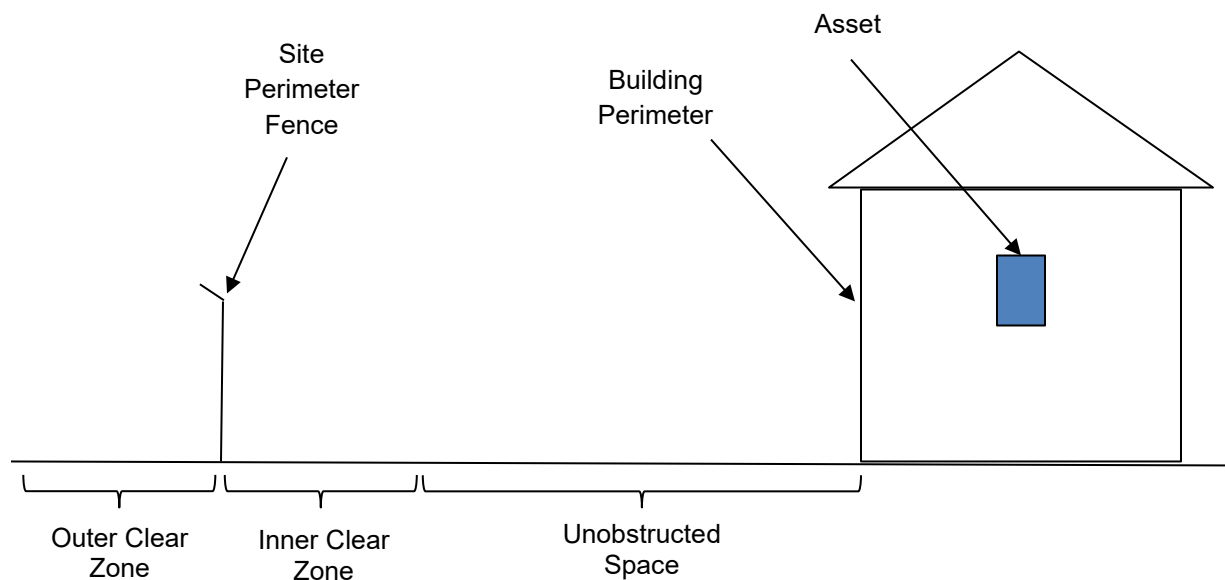 Asset
Site
Perimeter
Fence
Building
Perimeter
Outer Clear
Zone
Inner Clear
Zone
Unobstructed
Space